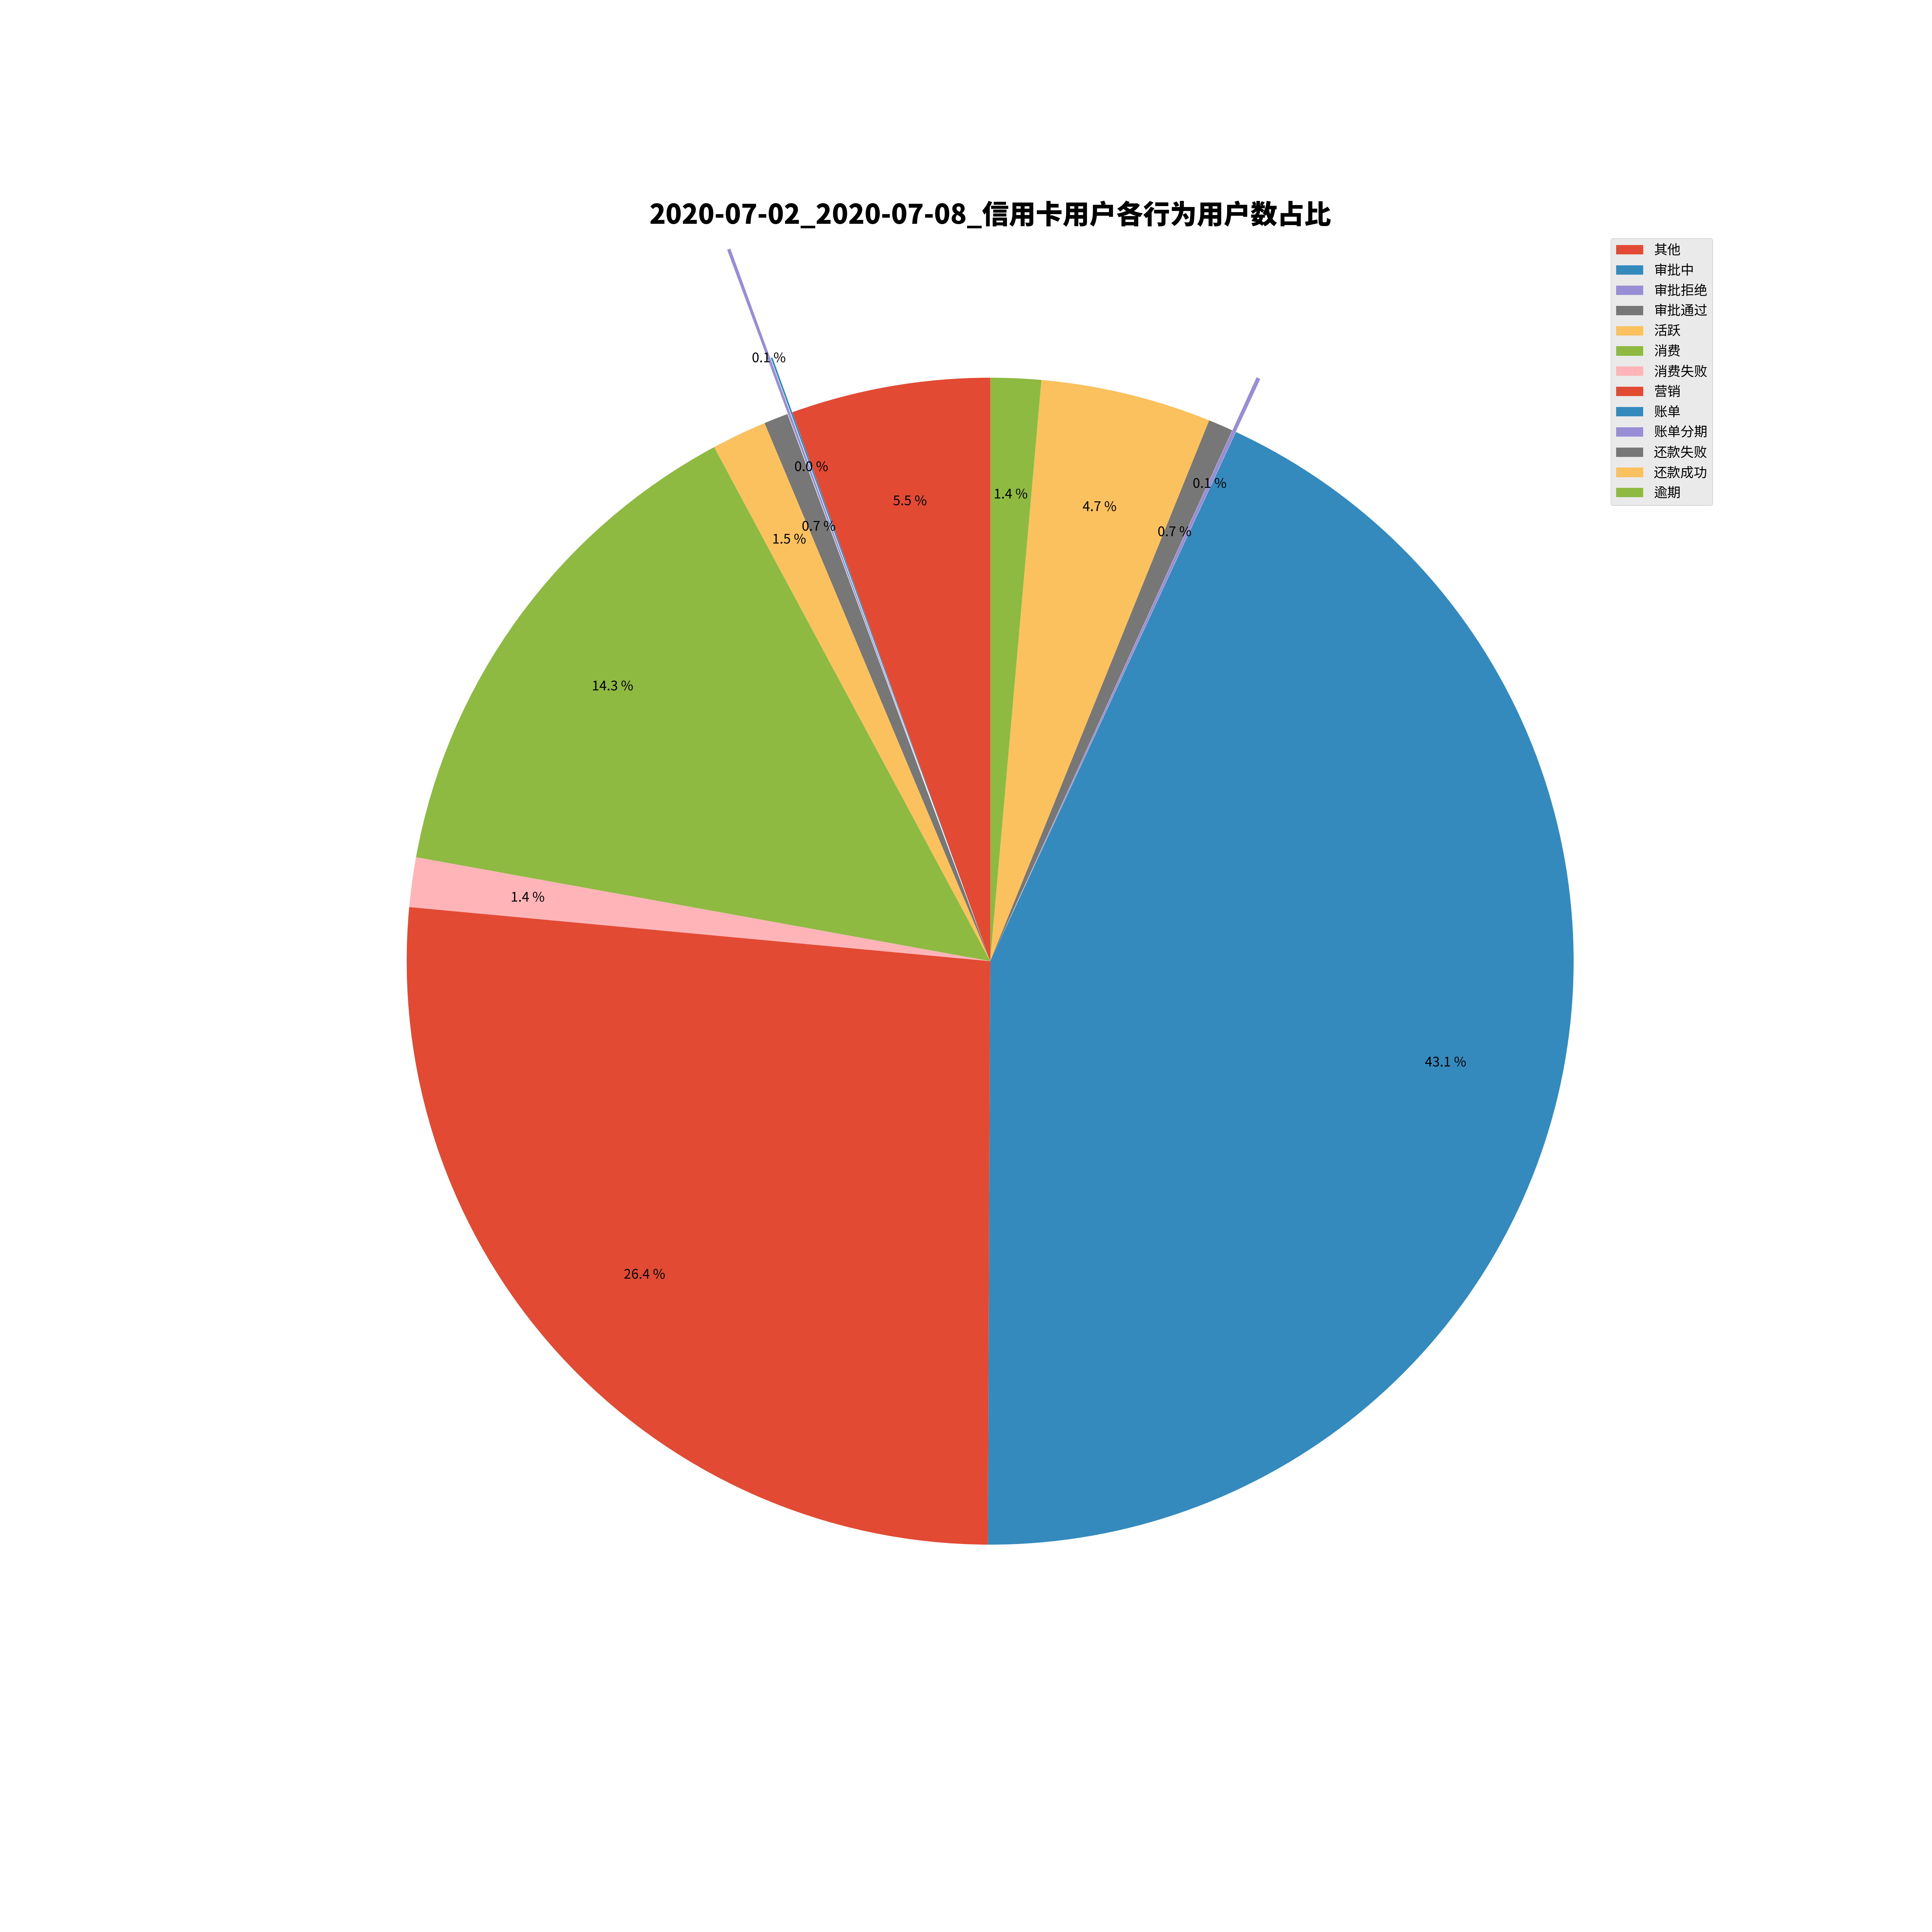 2020-07-02_2020-07-08_信用卡用户各行为用户数占比
其他
审批中
审批拒绝
审批通过
活跃
消费
消费失败
营销
账单
账单分期
还款失败
还款成功
逾期
0.1 %
0.0 %
5.5 %
1.4 %
4.7 %
0.1 %
0.7 %
0.7 %
1.5 %
14.3 %
1.4 %
43.1 %
26.4 %